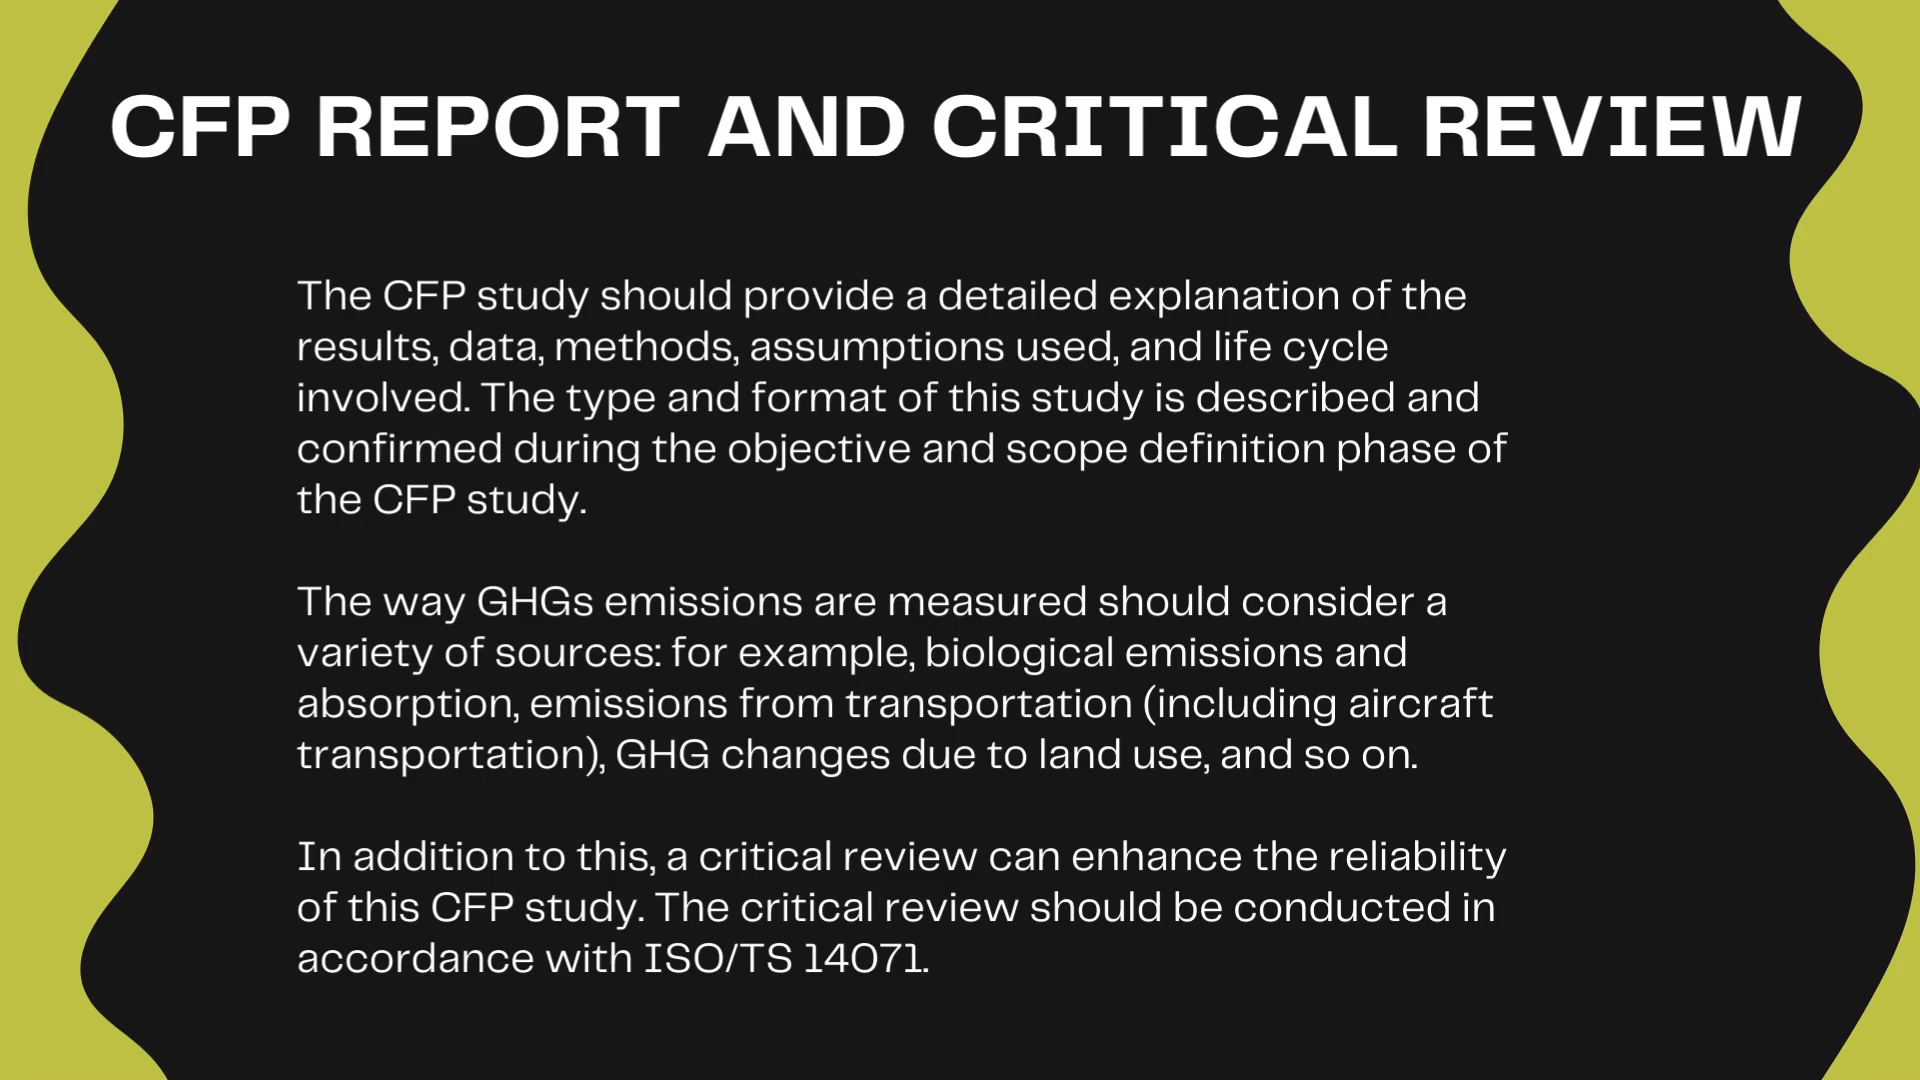 CFP REPORT AND CRITICAL REVIEW
The CFP study should provide a detailed explanation of the
results, data, methods, assumptions used, and life cycle
involved. The type and format of this study is described and
confirmed during the objective and scope definition phase of
the CFP study.
The way GHGs emissions are measured should consider a
variety of sources: for example, biological emissions and
absorption, emissions from transportation (including aircraft
transportation), GHG changes due to land use, and so on.
In addition to this, a critical review can enhance the reliability
of this CFP study. The critical review should be conducted in
accordance with ISO/TS 14071.